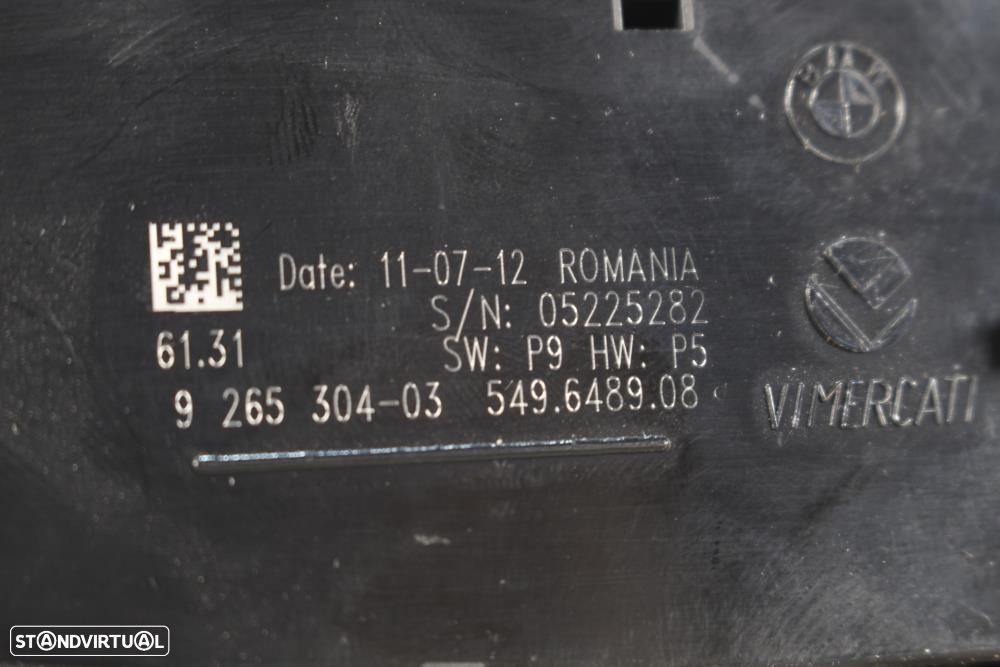 BMW
Date: 11-07-12 ROMANIA
S/N: 05225282
61.31 SW: P9 HW: P5
9 265 304-03 549.6489.08
VIMERCATI
STANDVIRTUAL